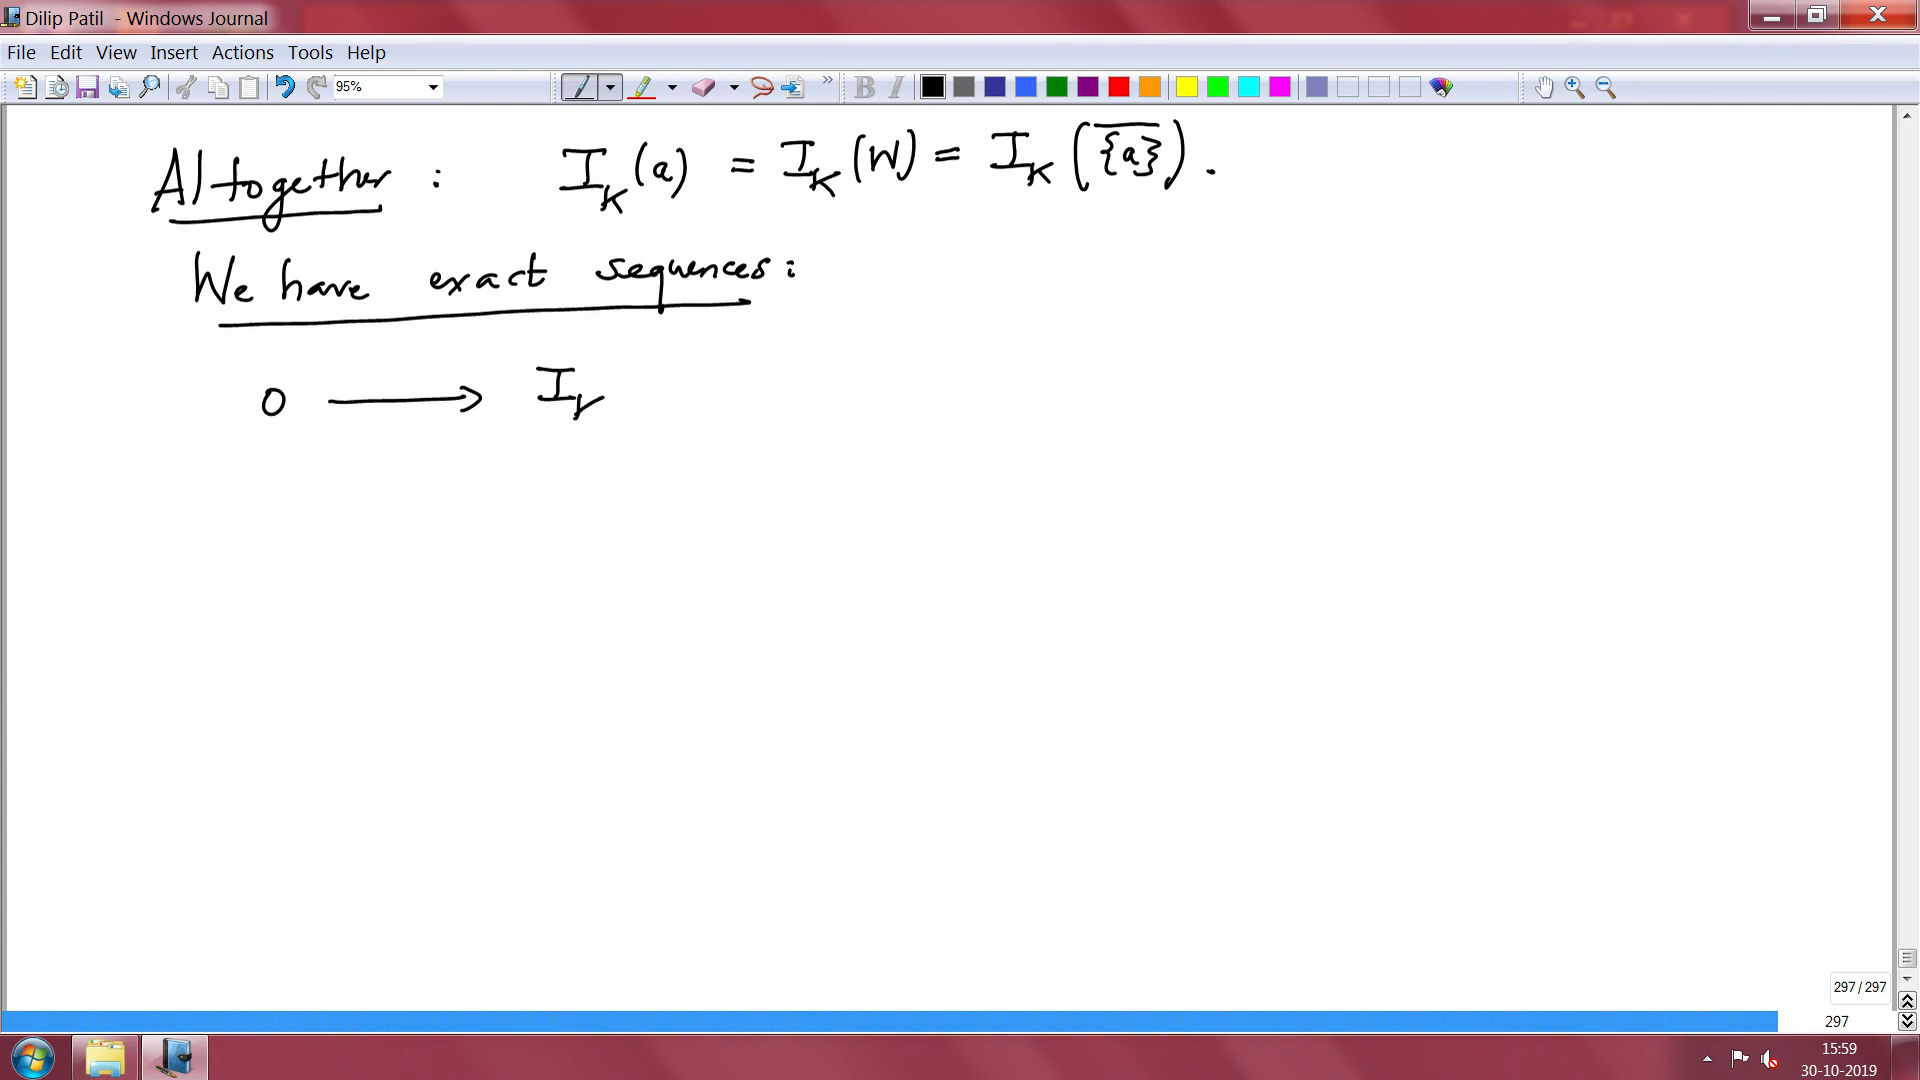 Dilip Patil - Windows Journal
File Edit View Insert Actions Tools Help
95%
B I
Altogether : I_K(a) = I_K(W) = I_K(\overline{{a}}).
We have exact sequences:
0 ⟶ I
297 / 297
297
15:59
30-10-2019